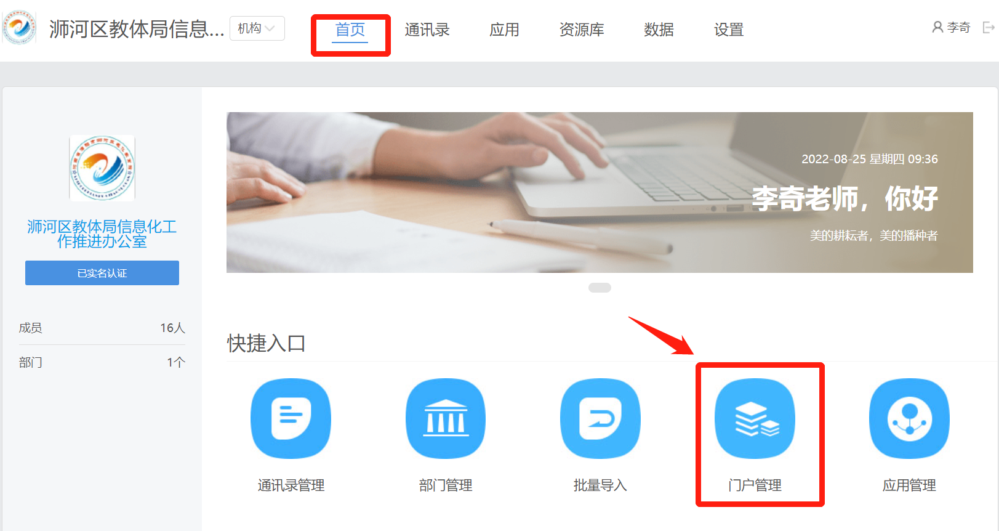 浉河区教体局信息... 机构 首页 通讯录 应用 资源库 数据 设置 李奇
浉河区教体局信息化工
作推进办公室
已实名认证
成员 16人
部门 1个
2022-08-25 星期四 09:36
李奇老师，你好
美的耕耘者，美的播种者
快捷入口
通讯录管理 部门管理 批量导入 门户管理 应用管理